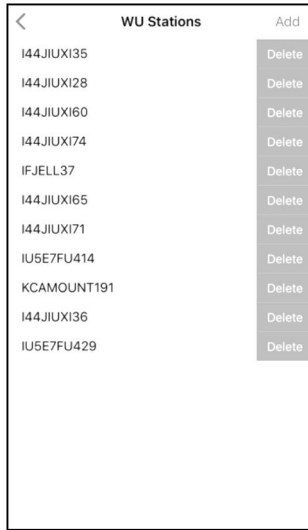 WU Stations Add
I44JIUXI35 Delete
I44JIUXI28 Delete
I44JIUXI60 Delete
I44JIUXI74 Delete
IFJELL37 Delete
I44JIUXI65 Delete
I44JIUXI71 Delete
IU5E7FU414 Delete
KCAMOUNT191 Delete
I44JIUXI36 Delete
IU5E7FU429 Delete